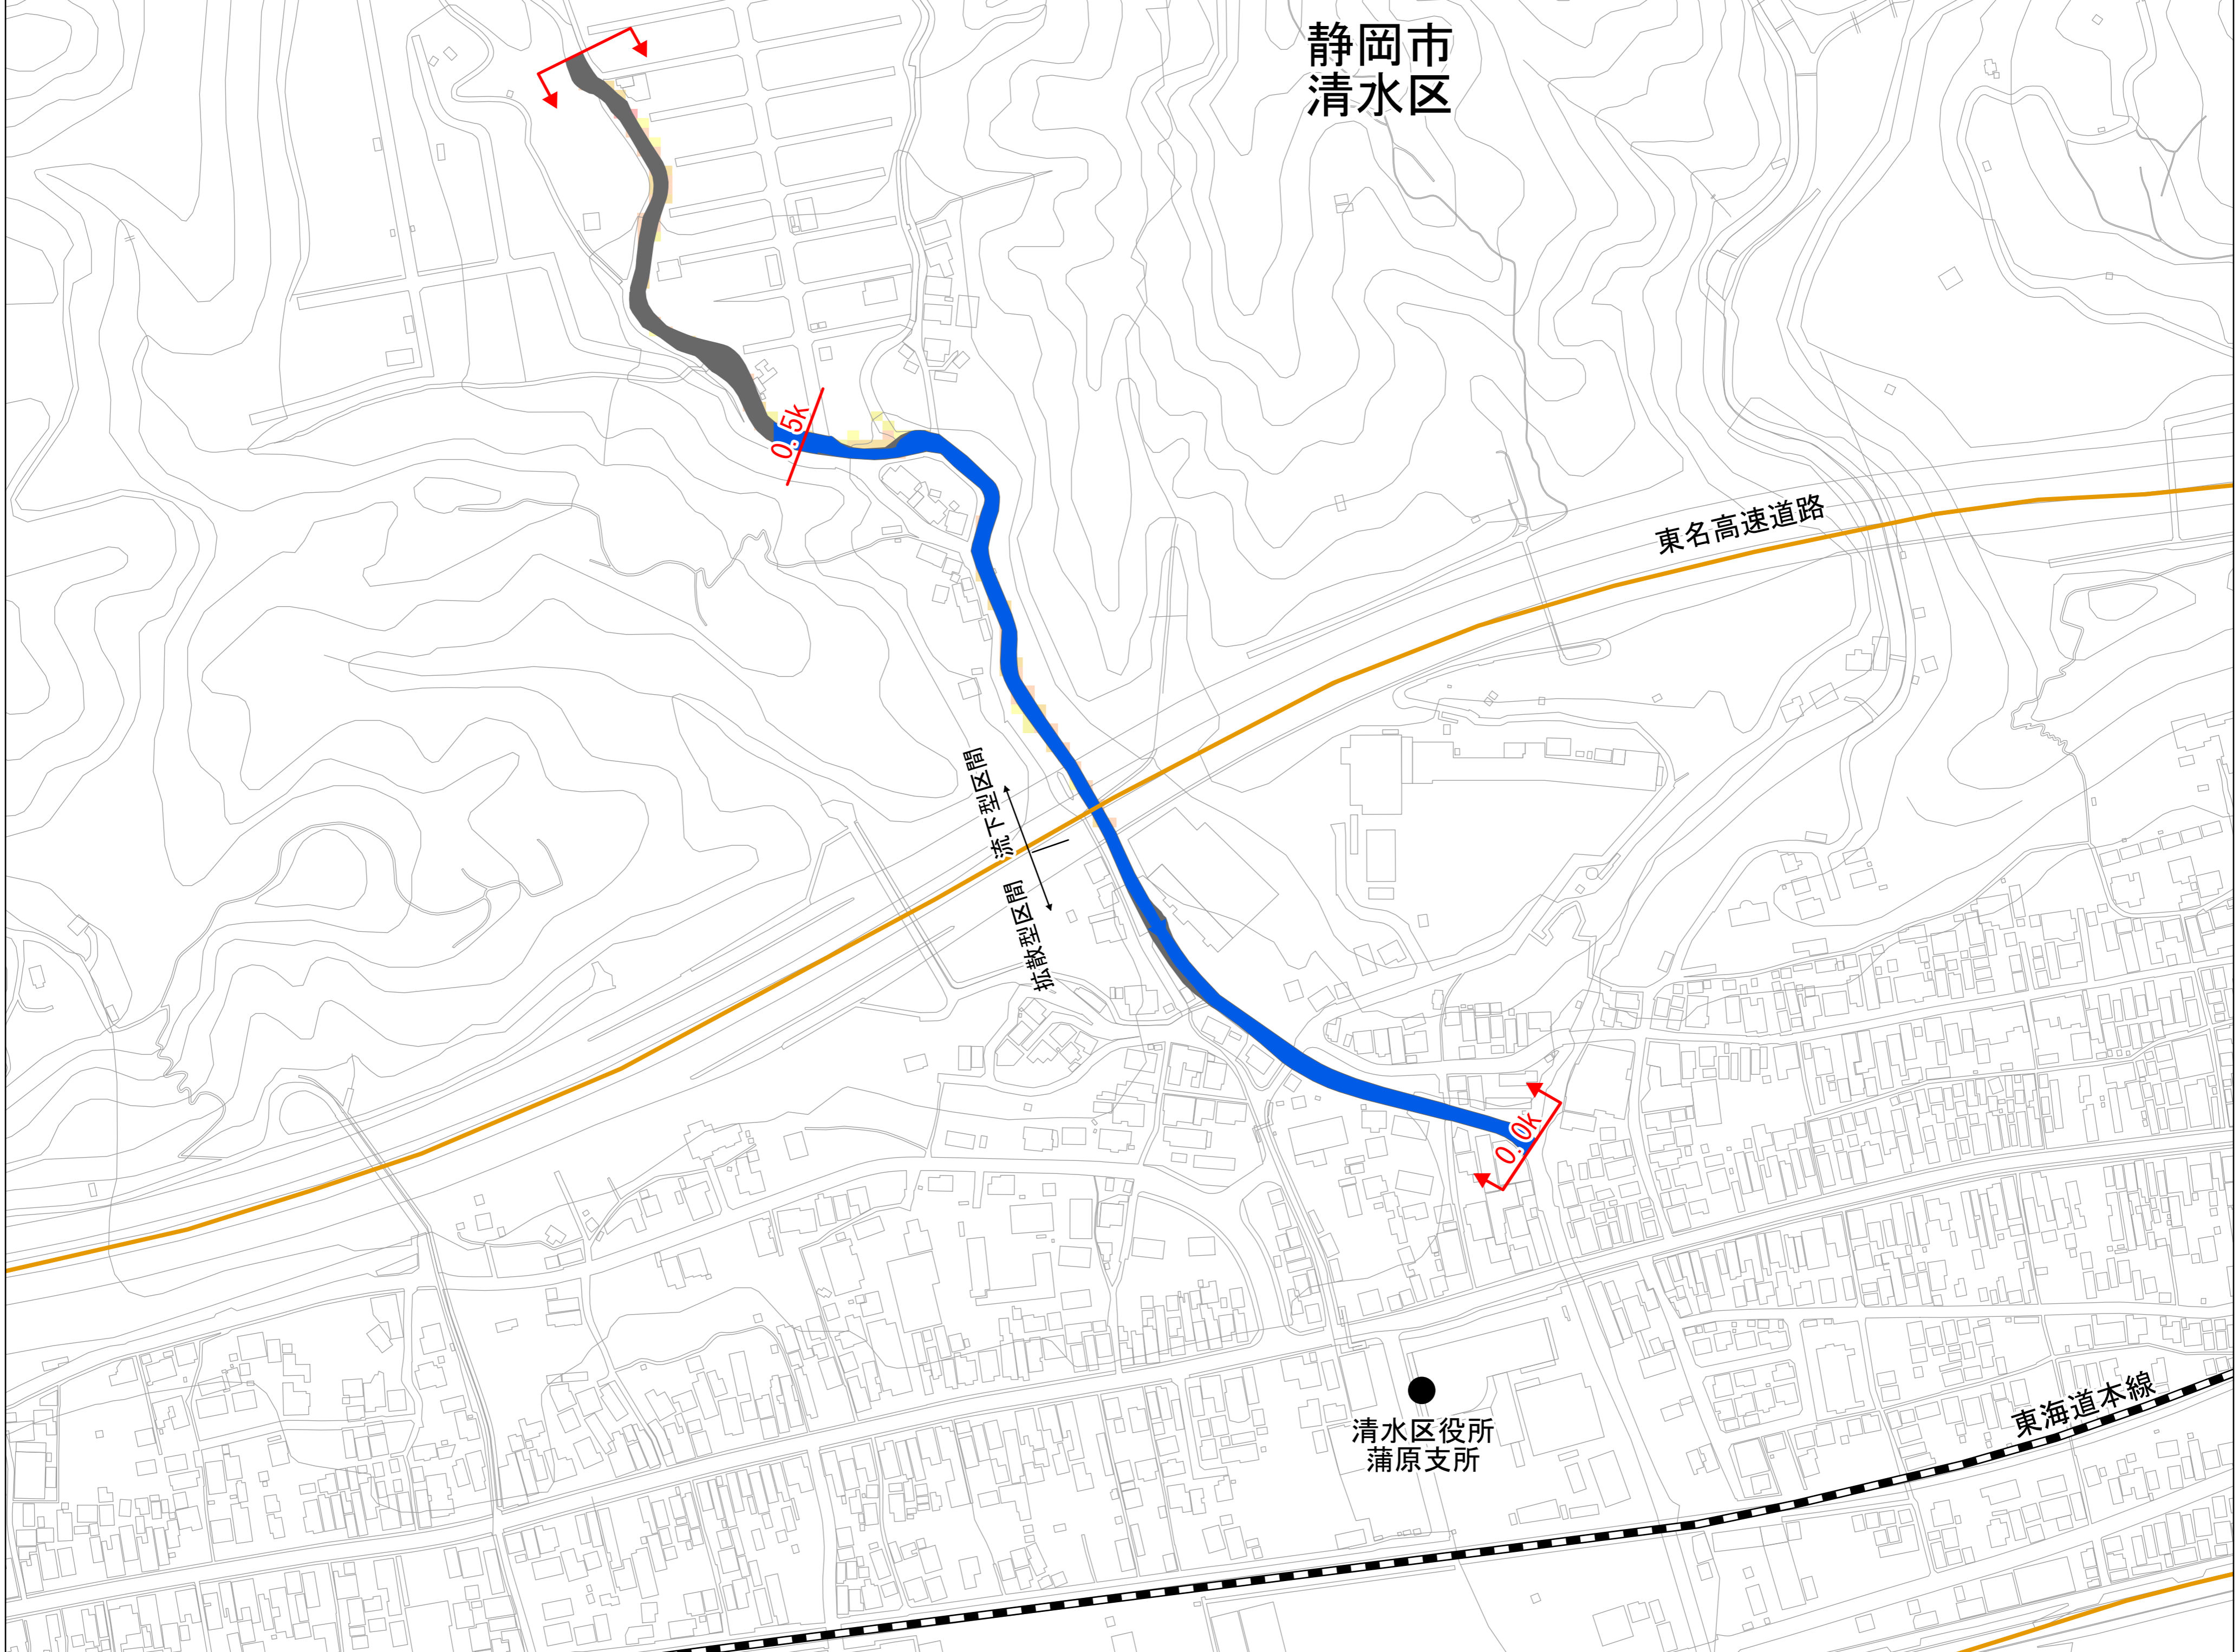 静岡市
清水区
0.5k
東名高速道路
流下型区間
拡散型区間
0.0k
東海道本線
清水区役所
蒲原支所